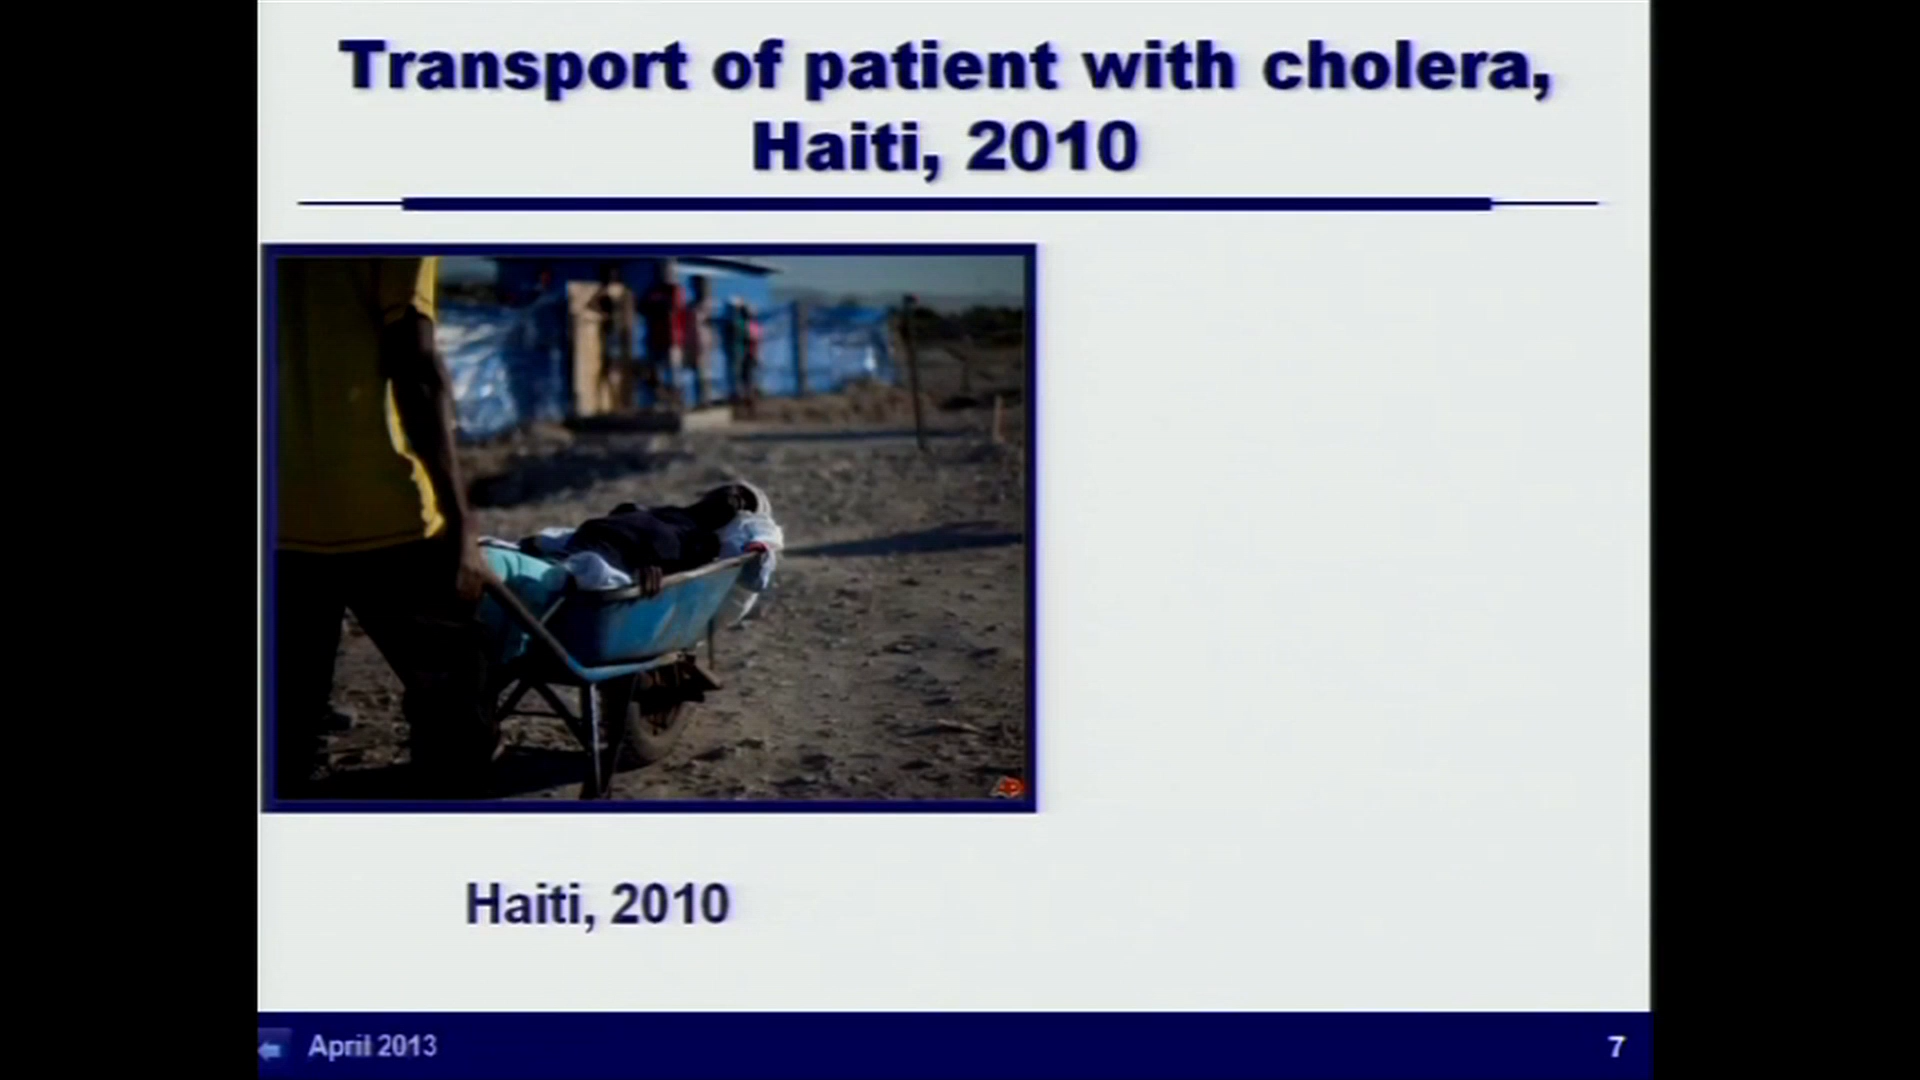 Transport of patient with cholera,
Haiti, 2010
Haiti, 2010
April 2013
7